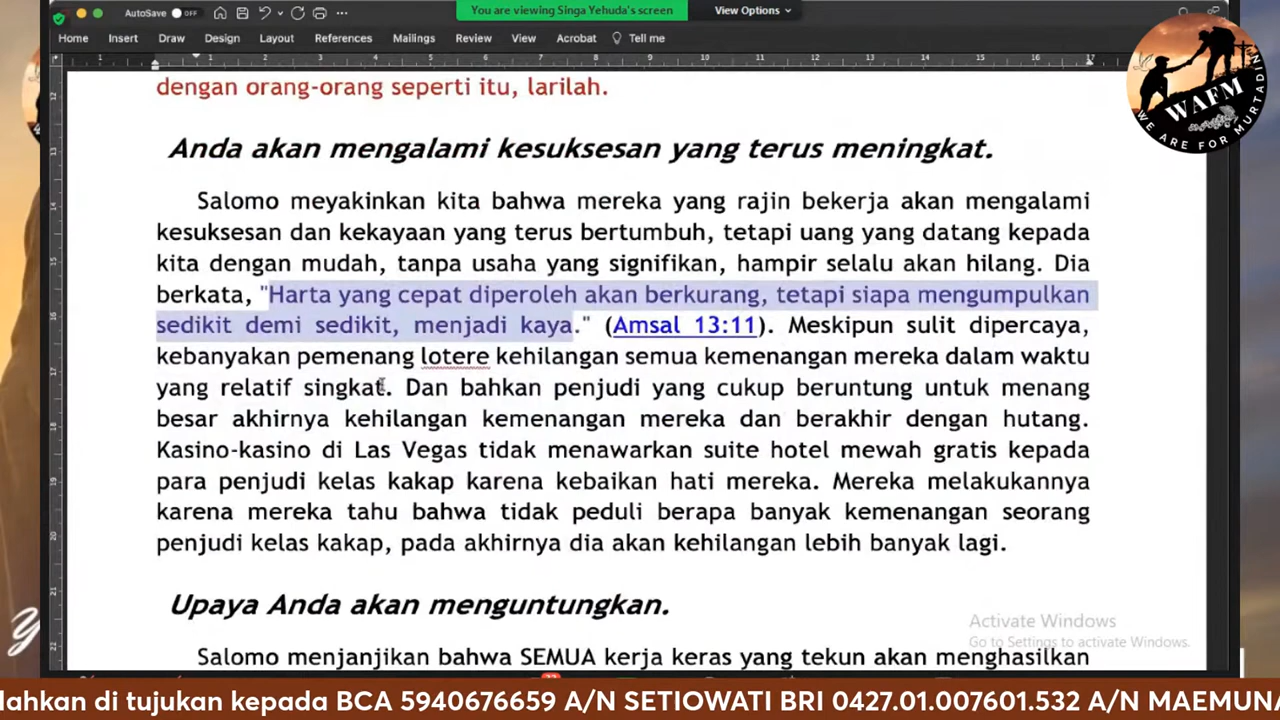 You are viewing Singa Yehuda's screen
View Options
AutoSave OFF
Home Insert Draw Design Layout References Mailings Review View Acrobat Tell me
dengan orang-orang seperti itu, larilah.
Anda akan mengalami kesuksesan yang terus meningkat.
Salomo meyakinkan kita bahwa mereka yang rajin bekerja akan mengalami
kesuksesan dan kekayaan yang terus bertumbuh, tetapi uang yang datang kepada
kita dengan mudah, tanpa usaha yang signifikan, hampir selalu akan hilang. Dia
berkata, "Harta yang cepat diperoleh akan berkurang, tetapi siapa mengumpulkan
sedikit demi sedikit, menjadi kaya." (Amsal 13:11). Meskipun sulit dipercaya,
kebanyakan pemenang lotere kehilangan semua kemenangan mereka dalam waktu
yang relatif singkat. Dan bahkan penjudi yang cukup beruntung untuk menang
besar akhirnya kehilangan kemenangan mereka dan berakhir dengan hutang.
Kasino-kasino di Las Vegas tidak menawarkan suite hotel mewah gratis kepada
para penjudi kelas kakap karena kebaikan hati mereka. Mereka melakukannya
karena mereka tahu bahwa tidak peduli berapa banyak kemenangan seorang
penjudi kelas kakap, pada akhirnya dia akan kehilangan lebih banyak lagi.
Upaya Anda akan menguntungkan.
Salomo menjanjikan bahwa SEMUA kerja keras yang tekun akan menghasilkan
Activate Windows
Go to Settings to activate Windows.
WAFM
WE ARE FOR MURTADIN
lahkan di tujukan kepada BCA 5940676659 A/N SETIOWATI BRI 0427.01.007601.532 A/N MAEMUNA